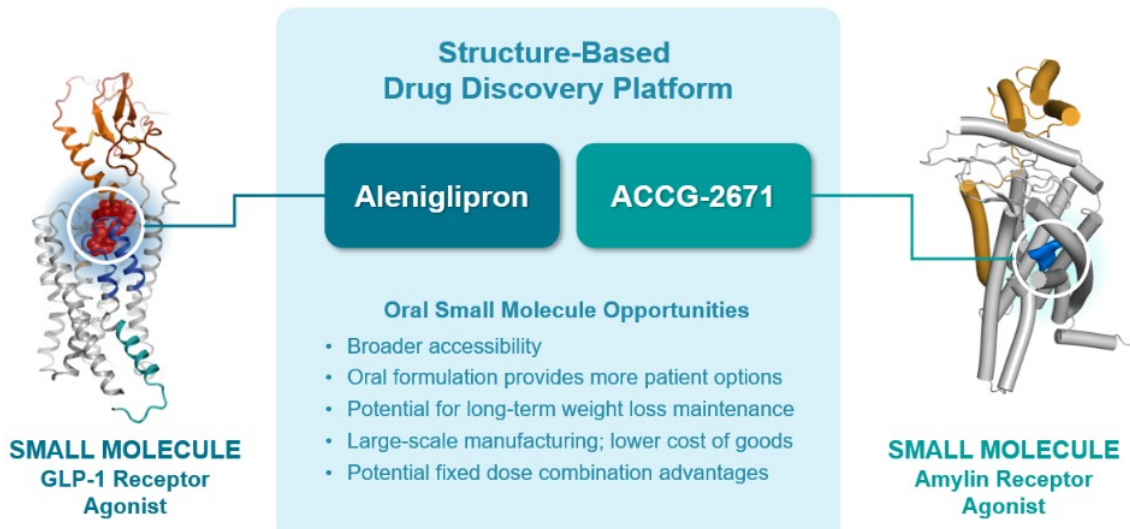 Structure-Based
Drug Discovery Platform
Aleniglipron
ACCG-2671
Oral Small Molecule Opportunities
• Broader accessibility
• Oral formulation provides more patient options
• Potential for long-term weight loss maintenance
• Large-scale manufacturing; lower cost of goods
• Potential fixed dose combination advantages
SMALL MOLECULE
GLP-1 Receptor
Agonist
SMALL MOLECULE
Amylin Receptor
Agonist